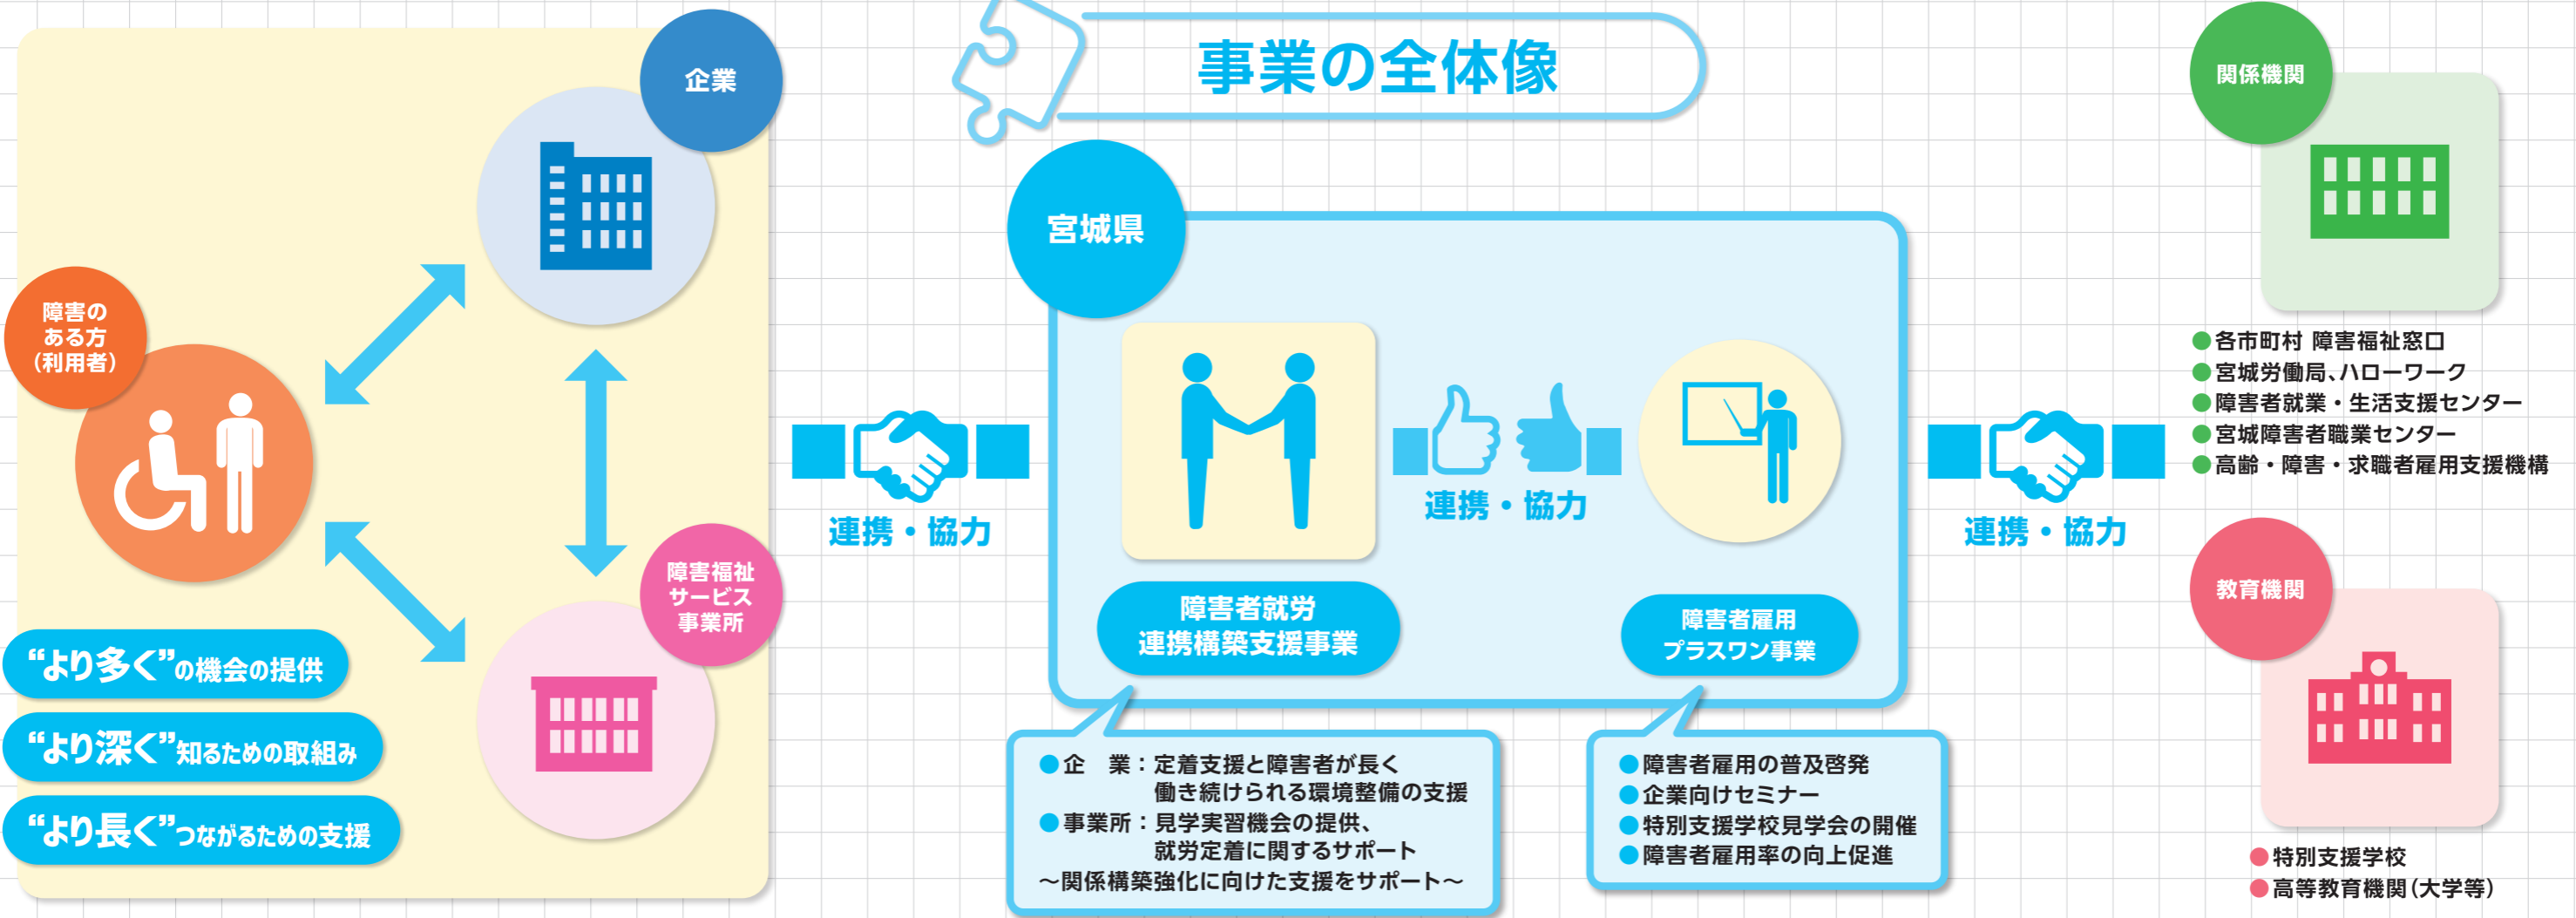 事業の全体像
企業
障害の
ある方
（利用者）
障害福祉
サービス
事業所
“より多く”の機会の提供
“より深く”知るための取組み
“より長く”つながるための支援
連携・協力
宮城県
連携・協力
障害者就労
連携構築支援事業
障害者雇用
プラスワン事業
●企　業：定着支援と障害者が長く
働き続けられる環境整備の支援
●事業所：見学実習機会の提供、
就労定着に関するサポート
～関係構築強化に向けた支援をサポート～
●障害者雇用の普及啓発
●企業向けセミナー
●特別支援学校見学会の開催
●障害者雇用率の向上促進
連携・協力
関係機関
●各市町村 障害福祉窓口
●宮城労働局、ハローワーク
●障害者就業・生活支援センター
●宮城障害者職業センター
●高齢・障害・求職者雇用支援機構
教育機関
●特別支援学校
●高等教育機関（大学等）